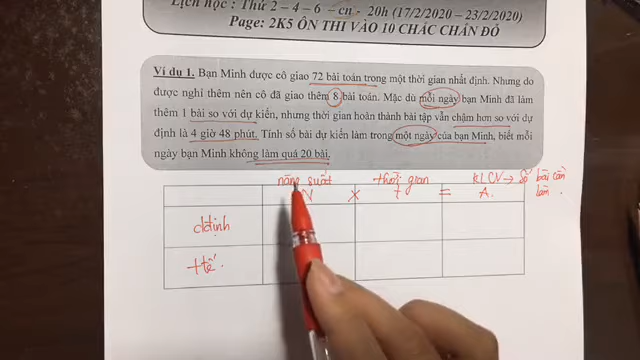 Lịch học : Thứ 2 – 4 – 6 – cn - 20h (17/2/2020 – 23/2/2020)
Page: 2K5 ÔN THI VÀO 10 CHẮC CHẮN ĐỖ
Ví dụ 1. Bạn Minh được cô giao 72 bài toán trong một thời gian nhất định. Nhưng do
được nghỉ thêm nên cô đã giao thêm 8 bài toán. Mặc dù mỗi ngày bạn Minh đã làm
thêm 1 bài so với dự kiến, nhưng thời gian hoàn thành bài tập vẫn chậm hơn so với dự
định là 4 giờ 48 phút. Tính số bài dự kiến làm trong một ngày của bạn Minh, biết mỗi
ngày bạn Minh không làm quá 20 bài.
năng suất thời gian KLCV → Số bài cần làm.
N × t = A.
dđịnh
ttế.